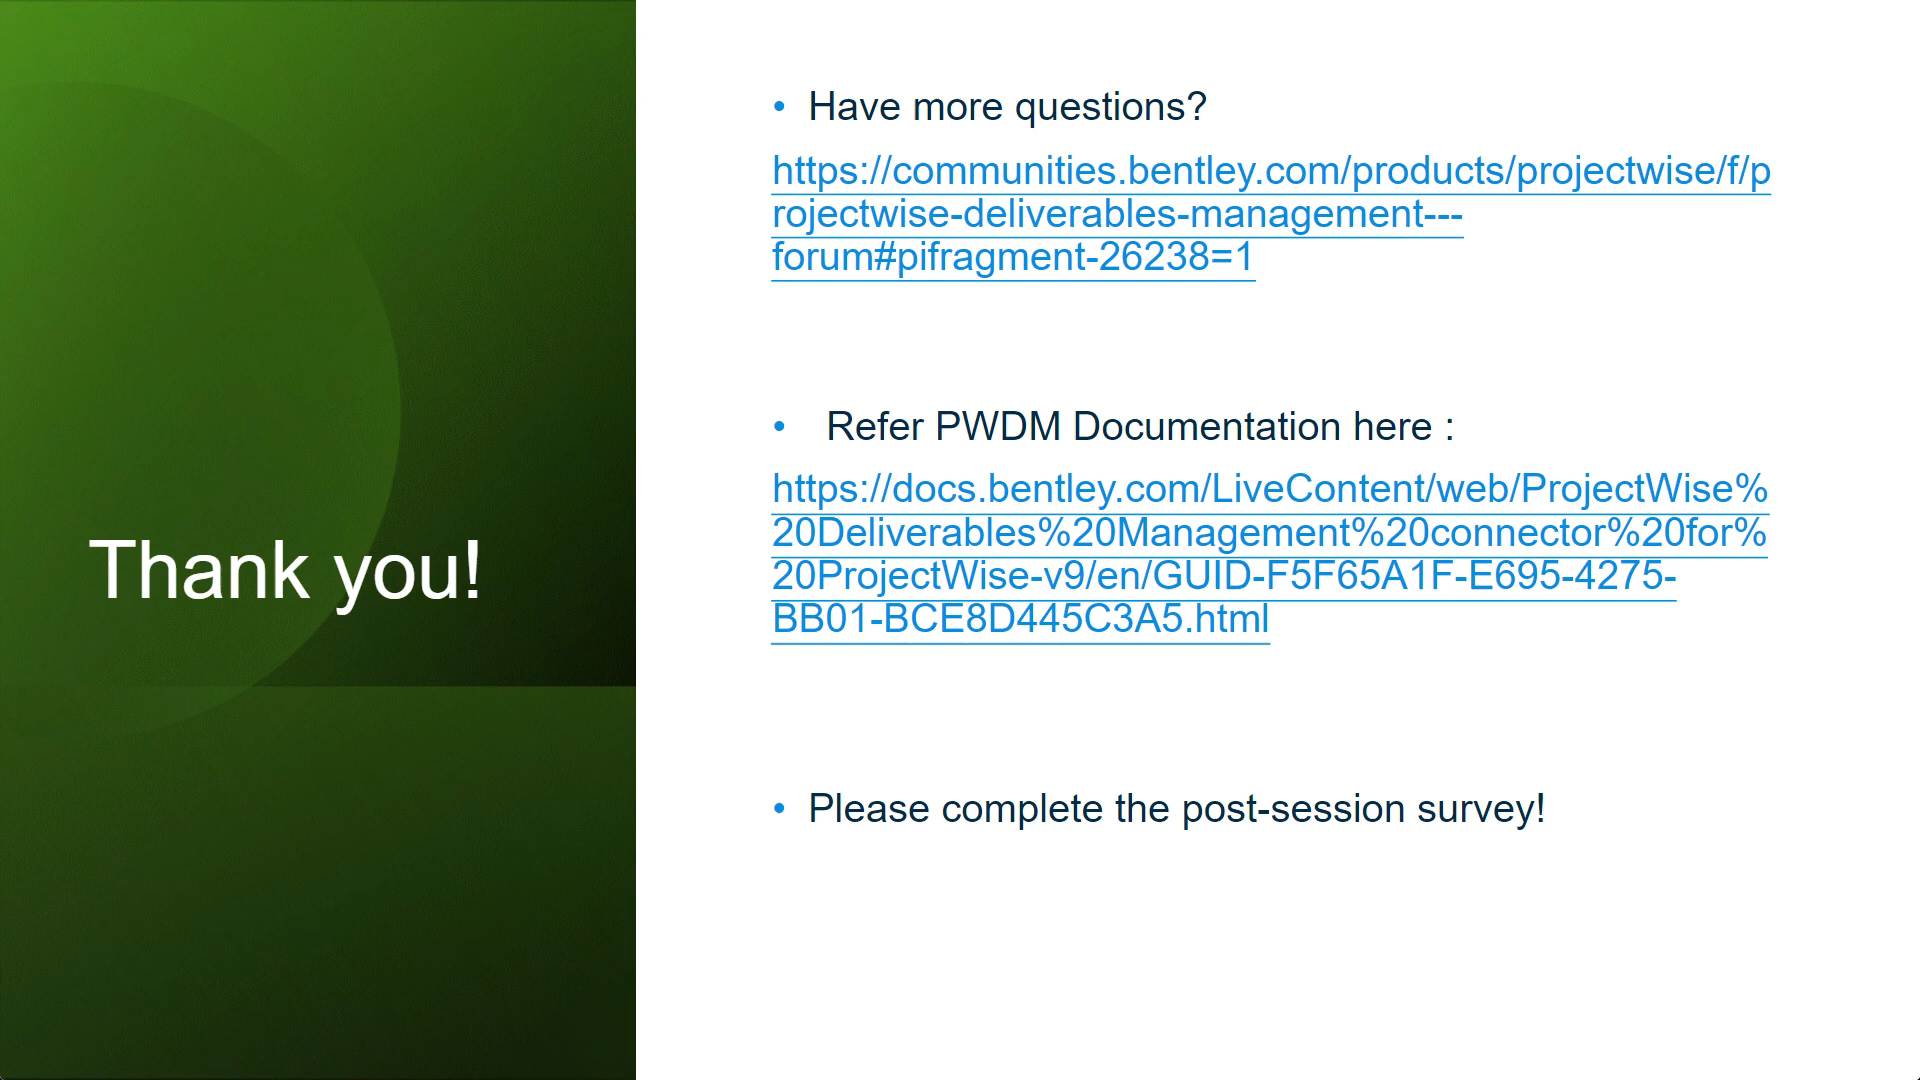 Thank you!
• Have more questions?
https://communities.bentley.com/products/projectwise/f/p
rojectwise-deliverables-management---
forum#pifragment-26238=1
• Refer PWDM Documentation here :
https://docs.bentley.com/LiveContent/web/ProjectWise%
20Deliverables%20Management%20connector%20for%
20ProjectWise-v9/en/GUID-F5F65A1F-E695-4275-
BB01-BCE8D445C3A5.html
• Please complete the post-session survey!